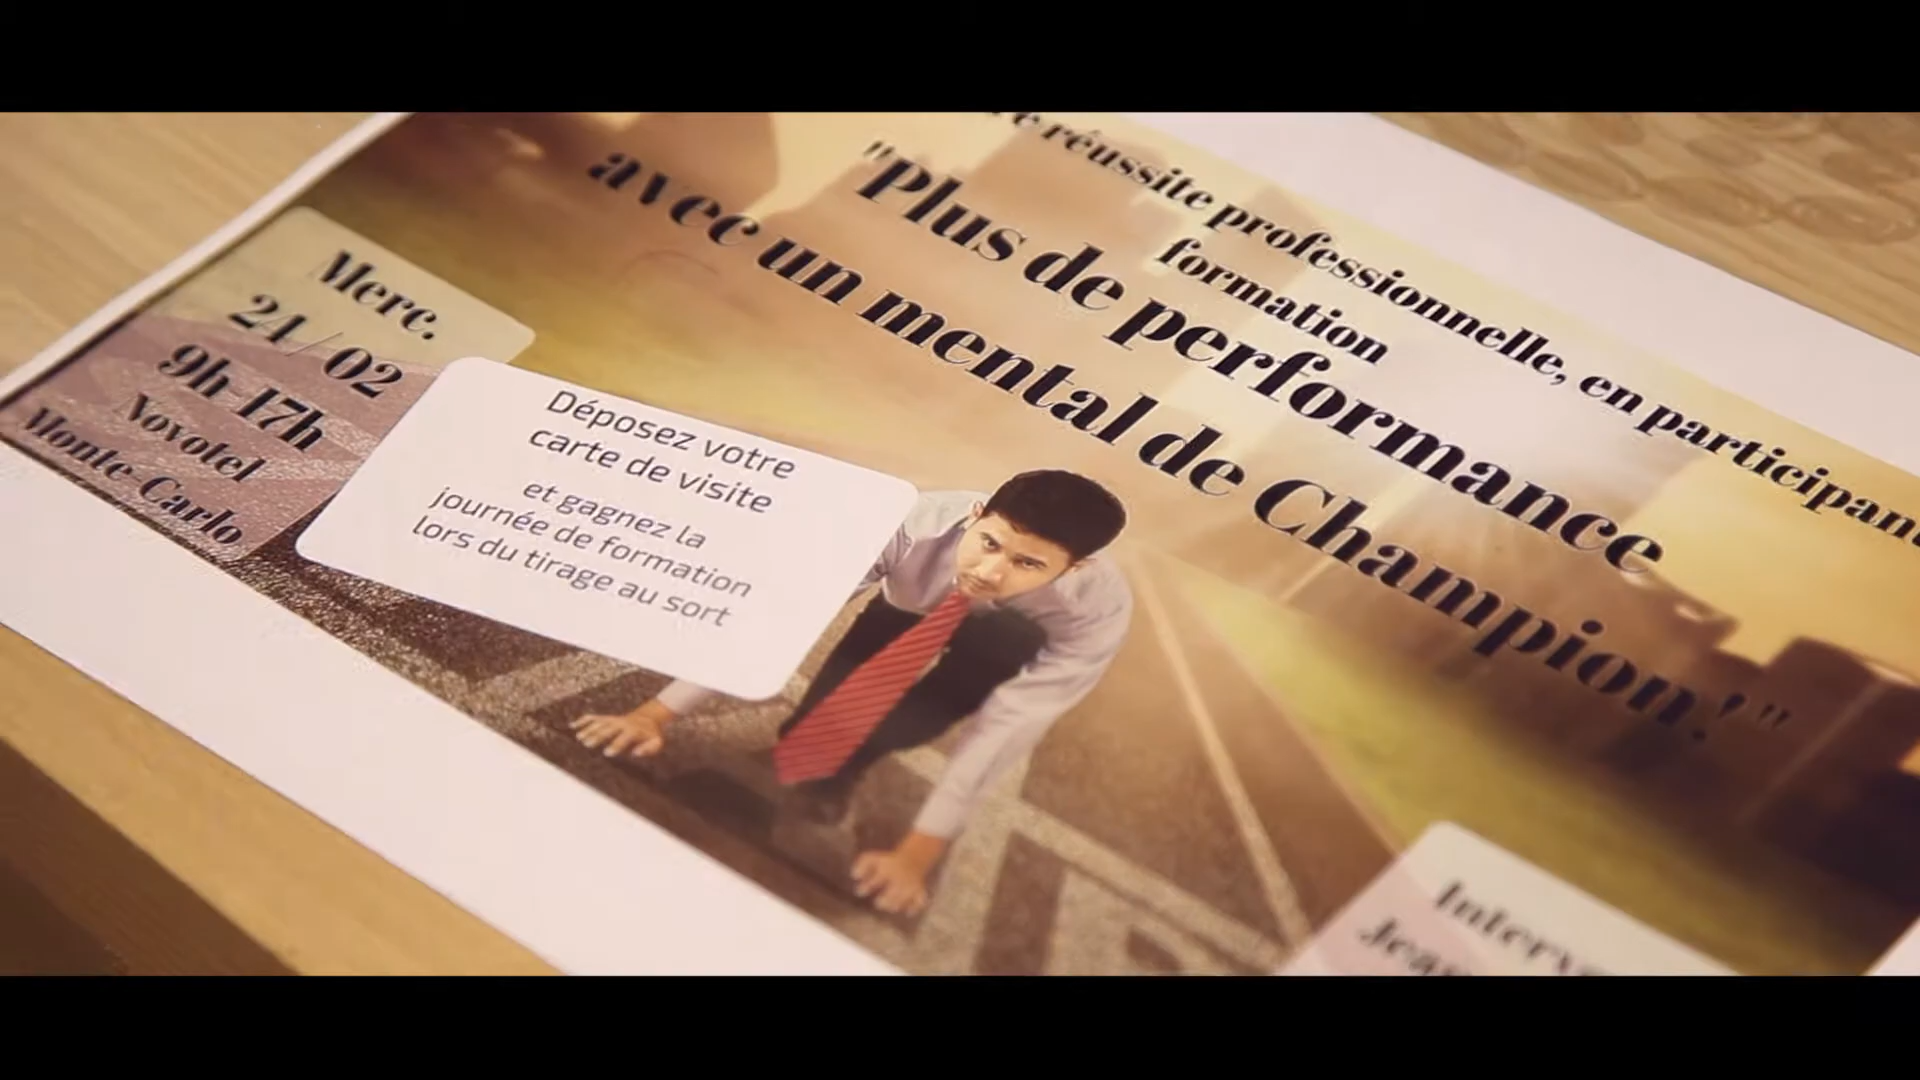 réussite professionnelle, en participant
formation
"Plus de performance
avec un mental de Champion!"
Merc.
24 / 02
9h-17h
Novotel
Monte-Carlo
Déposez votre
carte de visite
et gagnez la
journée de formation
lors du tirage au sort